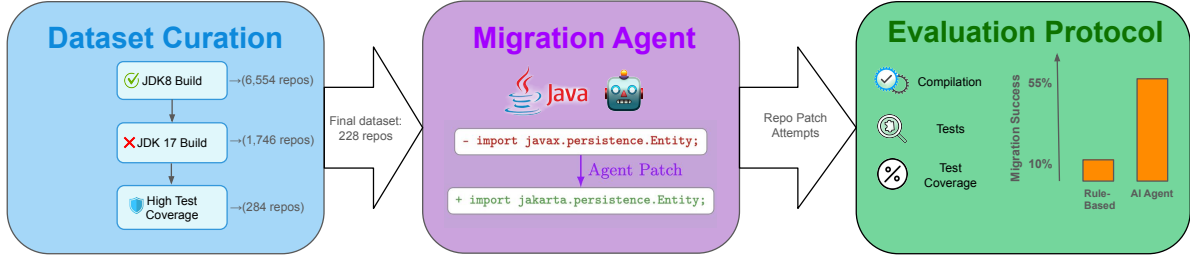 Dataset Curation
JDK8 Build
→(6,554 repos)
JDK 17 Build
→(1,746 repos)
High Test
Coverage
→(284 repos)
Final dataset:
228 repos
Migration Agent
Java
- import javax.persistence.Entity;
Agent Patch
+ import jakarta.persistence.Entity;
Repo Patch
Attempts
Evaluation Protocol
Compilation
Tests
Test
Coverage
Migration Success
55%
10%
Rule-
Based
AI Agent